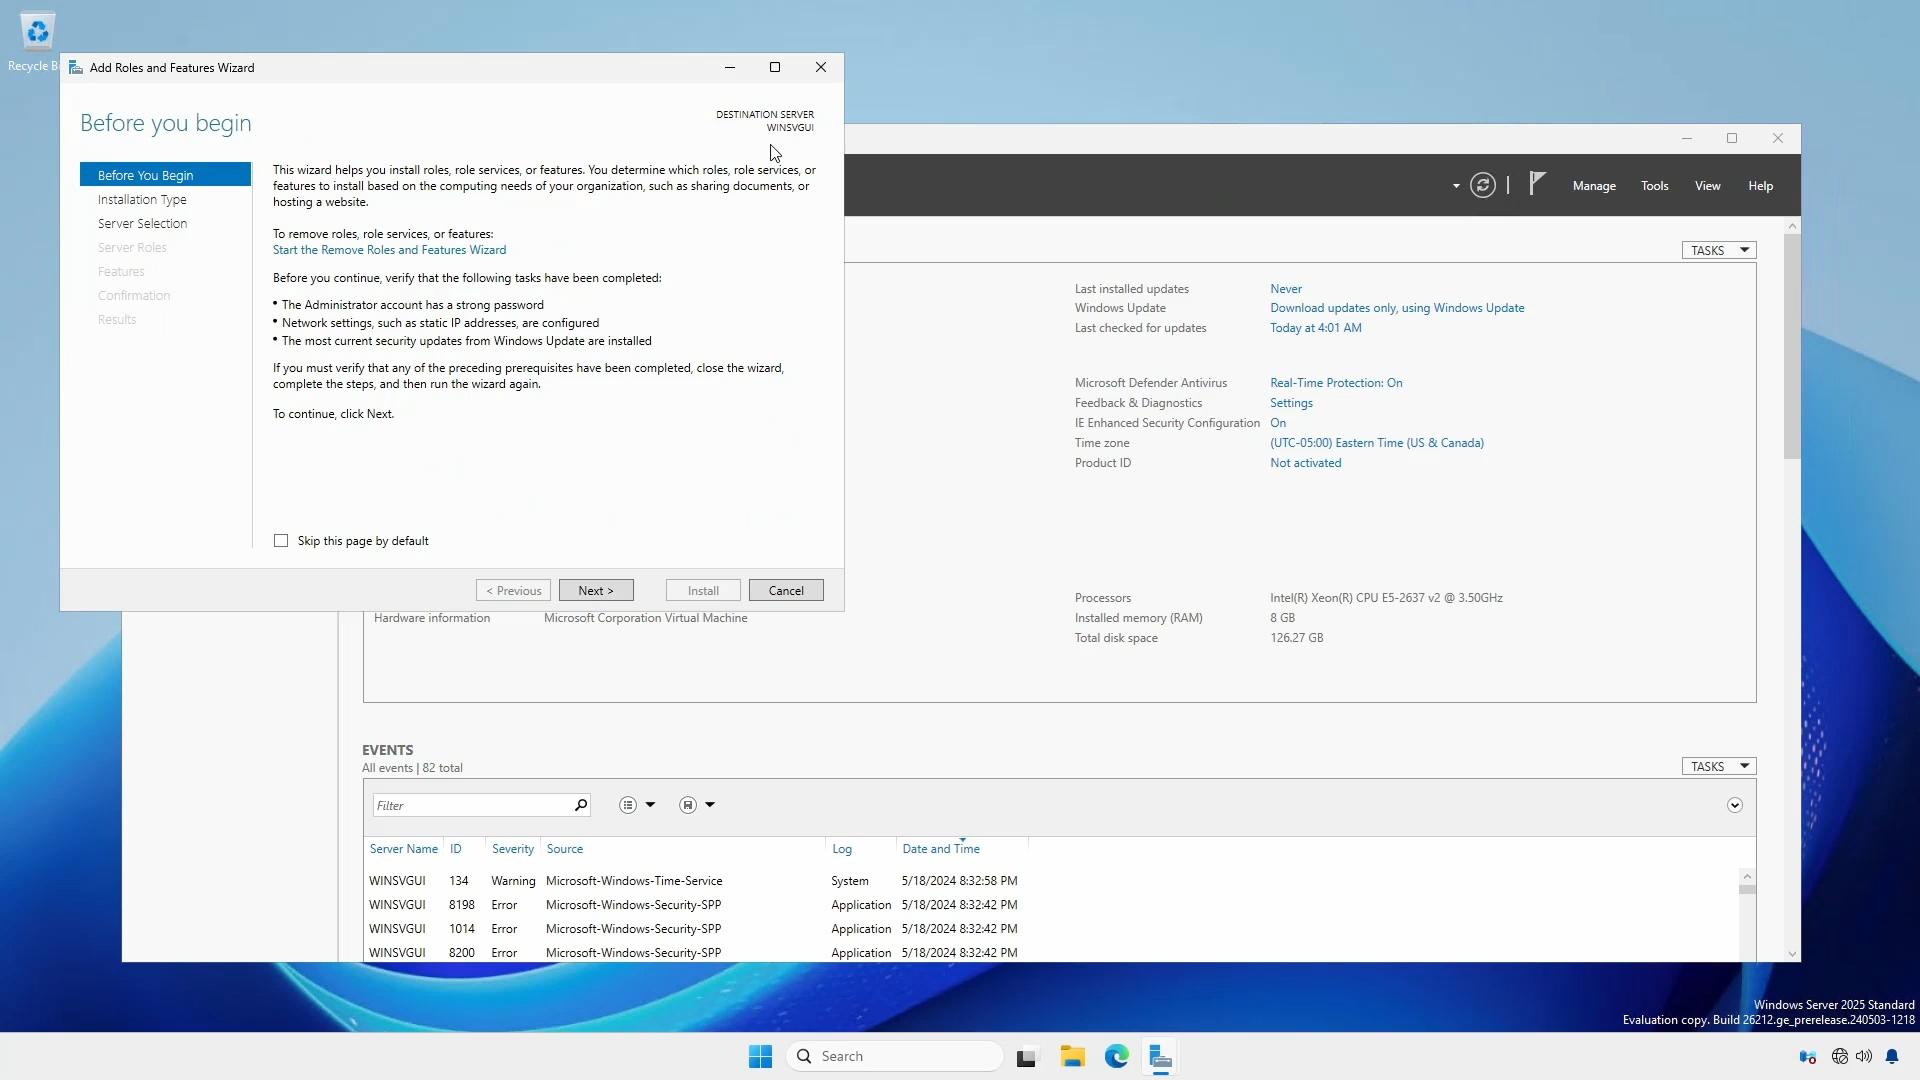 Recycle B
Add Roles and Features Wizard
Before you begin
DESTINATION SERVER
WINSVGUI
Before You Begin
Installation Type
Server Selection
Server Roles
Features
Confirmation
Results
This wizard helps you install roles, role services, or features. You determine which roles, role services, or
features to install based on the computing needs of your organization, such as sharing documents, or
hosting a website.
To remove roles, role services, or features:
Start the Remove Roles and Features Wizard
Before you continue, verify that the following tasks have been completed:
• The Administrator account has a strong password
• Network settings, such as static IP addresses, are configured
• The most current security updates from Windows Update are installed
If you must verify that any of the preceding prerequisites have been completed, close the wizard,
complete the steps, and then run the wizard again.
To continue, click Next.
Skip this page by default
< Previous Next > Install Cancel
Manage Tools View Help
TASKS
Last installed updates Never
Windows Update Download updates only, using Windows Update
Last checked for updates Today at 4:01 AM
Microsoft Defender Antivirus Real-Time Protection: On
Feedback & Diagnostics Settings
IE Enhanced Security Configuration On
Time zone (UTC-05:00) Eastern Time (US & Canada)
Product ID Not activated
Processors Intel(R) Xeon(R) CPU E5-2637 v2 @ 3.50GHz
Hardware information Microsoft Corporation Virtual Machine Installed memory (RAM) 8 GB
Total disk space 126.27 GB
EVENTS
All events | 82 total
TASKS
Filter
Server Name ID Severity Source Log Date and Time
WINSVGUI 134 Warning Microsoft-Windows-Time-Service System 5/18/2024 8:32:58 PM
WINSVGUI 8198 Error Microsoft-Windows-Security-SPP Application 5/18/2024 8:32:42 PM
WINSVGUI 1014 Error Microsoft-Windows-Security-SPP Application 5/18/2024 8:32:42 PM
WINSVGUI 8200 Error Microsoft-Windows-Security-SPP Application 5/18/2024 8:32:42 PM
Windows Server 2025 Standard
Evaluation copy. Build 26212.ge_prerelease.240503-1218
Search